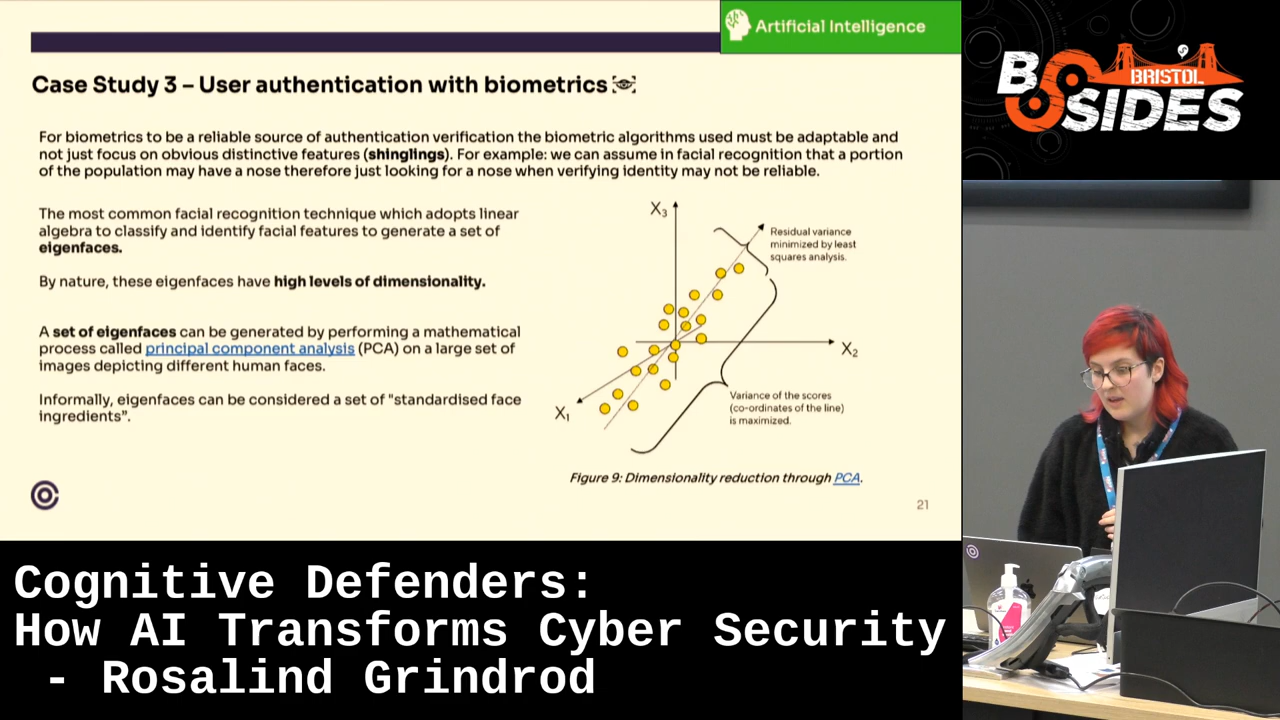 Artificial Intelligence
Case Study 3 – User authentication with biometrics
For biometrics to be a reliable source of authentication verification the biometric algorithms used must be adaptable and
not just focus on obvious distinctive features (shinglings). For example: we can assume in facial recognition that a portion
of the population may have a nose therefore just looking for a nose when verifying identity may not be reliable.
The most common facial recognition technique which adopts linear
algebra to classify and identify facial features to generate a set of
eigenfaces.
By nature, these eigenfaces have high levels of dimensionality.
A set of eigenfaces can be generated by performing a mathematical
process called principal component analysis (PCA) on a large set of
images depicting different human faces.
Informally, eigenfaces can be considered a set of "standardised face
ingredients”.
X₃
Residual variance
minimized by least
squares analysis.
X₂
X₁
Variance of the scores
(co-ordinates of the line)
is maximized.
Figure 9: Dimensionality reduction through PCA.
21
BSIDES
BRISTOL
Cognitive Defenders:
How AI Transforms Cyber Security
- Rosalind Grindrod